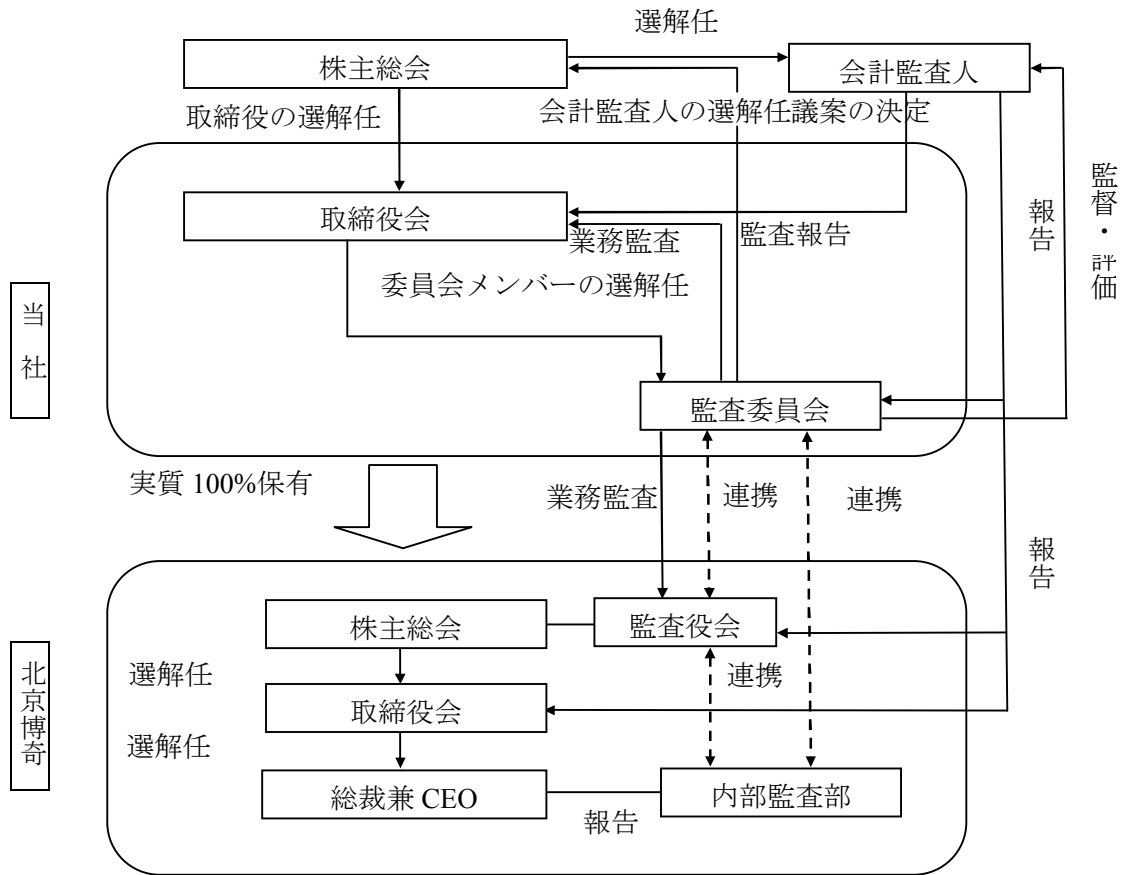 選解任
株主総会
会計監査人
取締役の選解任
会計監査人の選解任議案の決定
監督・評価
報告
取締役会
業務監査
監査報告
委員会メンバーの選解任
当社
監査委員会
実質 100%保有
業務監査
連携
連携
報告
株主総会
監査役会
北京博奇
選解任
連携
取締役会
選解任
総裁兼 CEO
内部監査部
報告